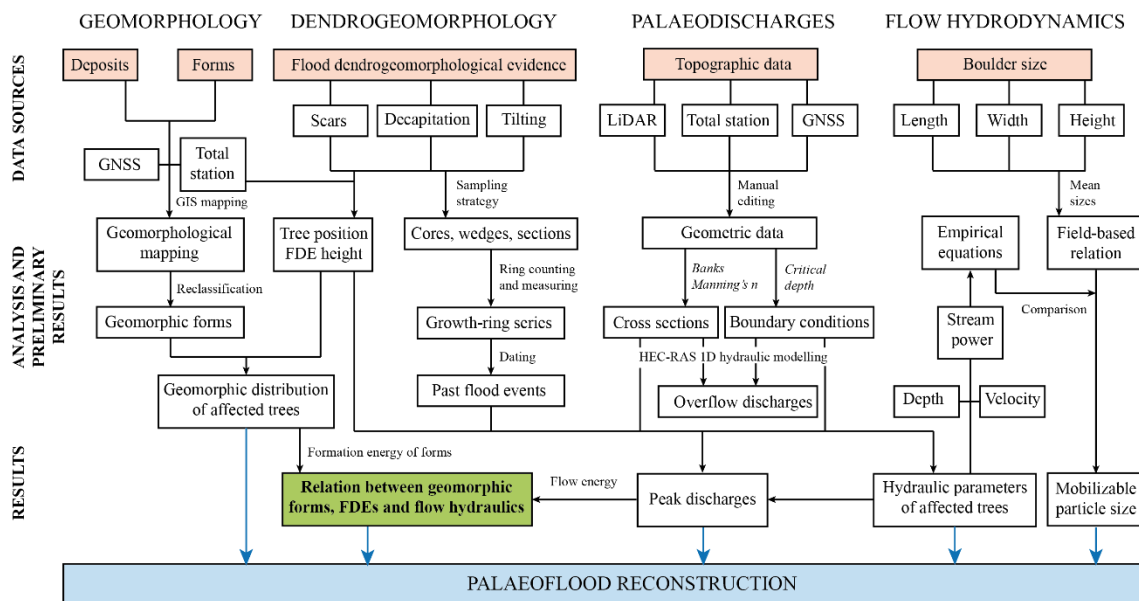 GEOMORPHOLOGY
DENDROGEOMORPHOLOGY
PALAEODISCHARGES
FLOW HYDRODYNAMICS
DATA SOURCES
Deposits
Forms
Flood dendrogeomorphological evidence
Topographic data
Boulder size
Scars
Decapitation
Tilting
LiDAR
Total station
GNSS
Length
Width
Height
GNSS
Total
station
GIS mapping
Sampling
strategy
Manual
editing
Mean
sizes
ANALYSIS AND
PRELIMINARY
RESULTS
Geomorphological
mapping
Tree position
FDE height
Cores, wedges, sections
Geometric data
Empirical
equations
Field-based
relation
Reclassification
Ring counting
and measuring
Banks
Manning's n
Critical
depth
Comparison
Geomorphic forms
Growth-ring series
Cross sections
Boundary conditions
Stream
power
Dating
HEC-RAS 1D hydraulic modelling
Geomorphic distribution
of affected trees
Past flood events
Overflow discharges
Depth
Velocity
RESULTS
Formation energy of forms
Relation between geomorphic
forms, FDEs and flow hydraulics
Flow energy
Peak discharges
Hydraulic parameters
of affected trees
Mobilizable
particle size
PALAEOFLOOD RECONSTRUCTION